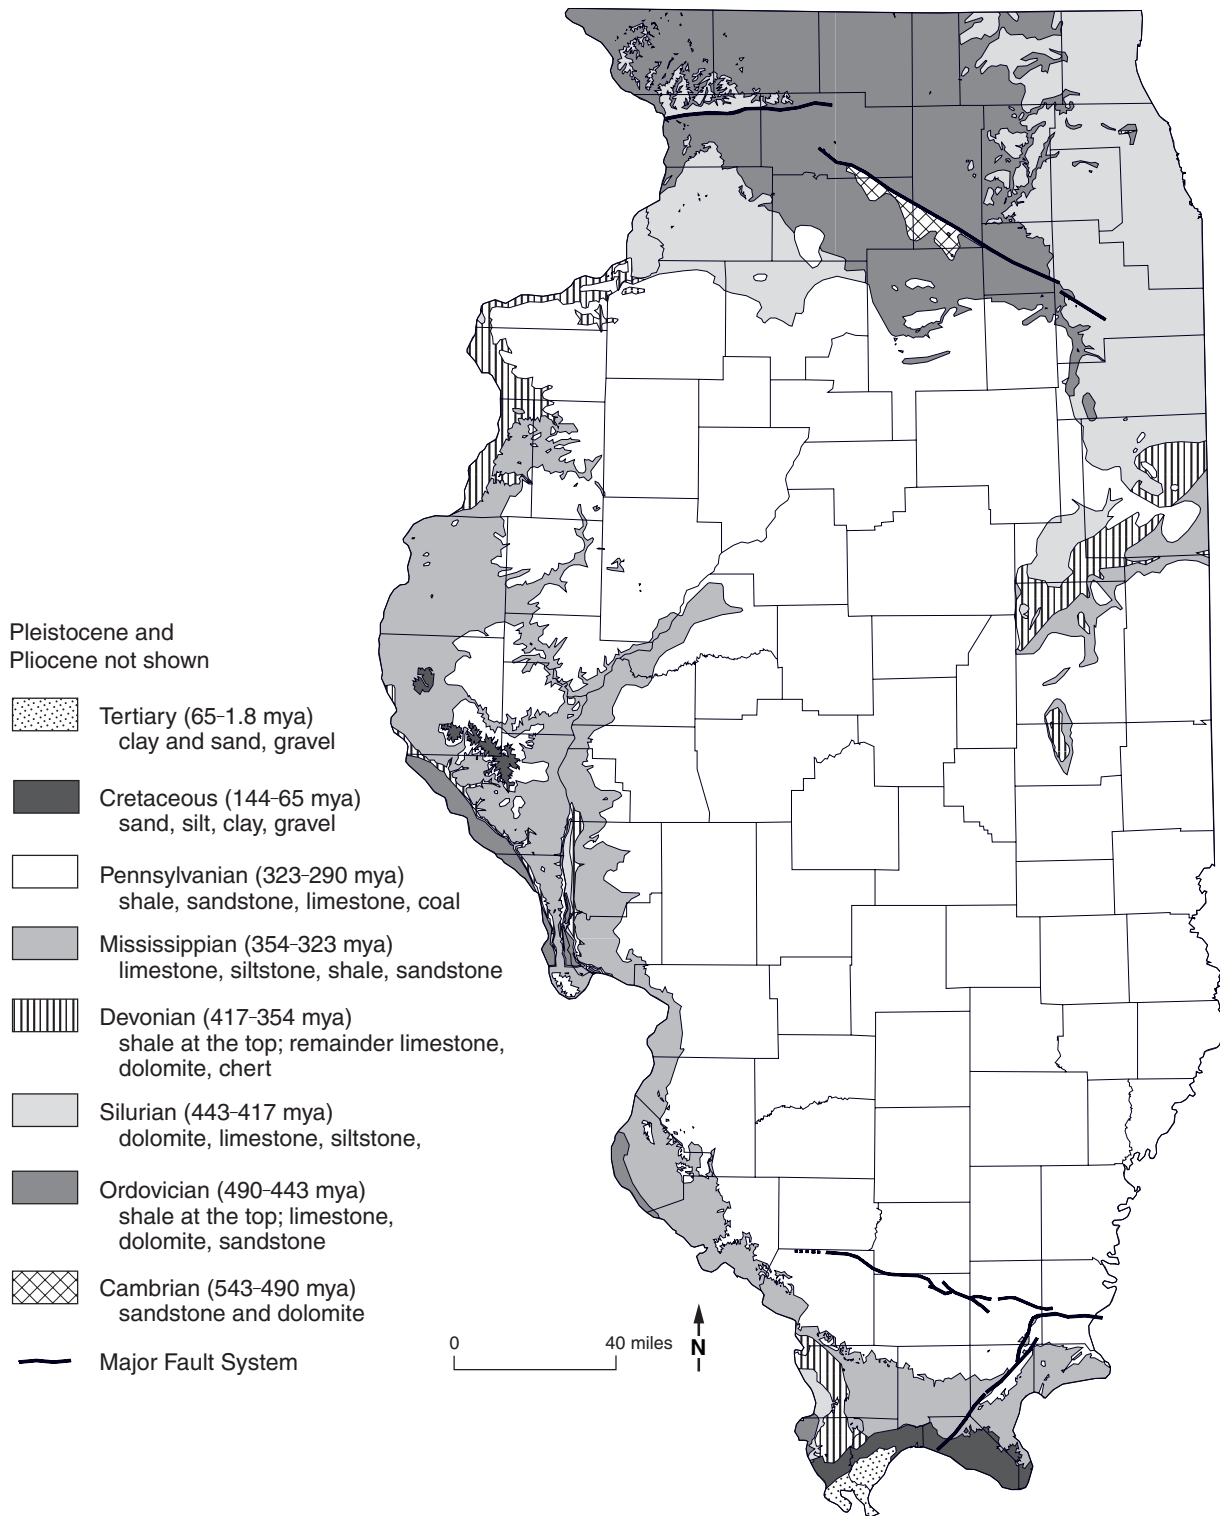 Pleistocene and
Pliocene not shown
Tertiary (65–1.8 mya)
clay and sand, gravel
Cretaceous (144–65 mya)
sand, silt, clay, gravel
Pennsylvanian (323–290 mya)
shale, sandstone, limestone, coal
Mississippian (354–323 mya)
limestone, siltstone, shale, sandstone
Devonian (417–354 mya)
shale at the top; remainder limestone,
dolomite, chert
Silurian (443–417 mya)
dolomite, limestone, siltstone,
Ordovician (490–443 mya)
shale at the top; limestone,
dolomite, sandstone
Cambrian (543–490 mya)
sandstone and dolomite
Major Fault System
0 40 miles
N